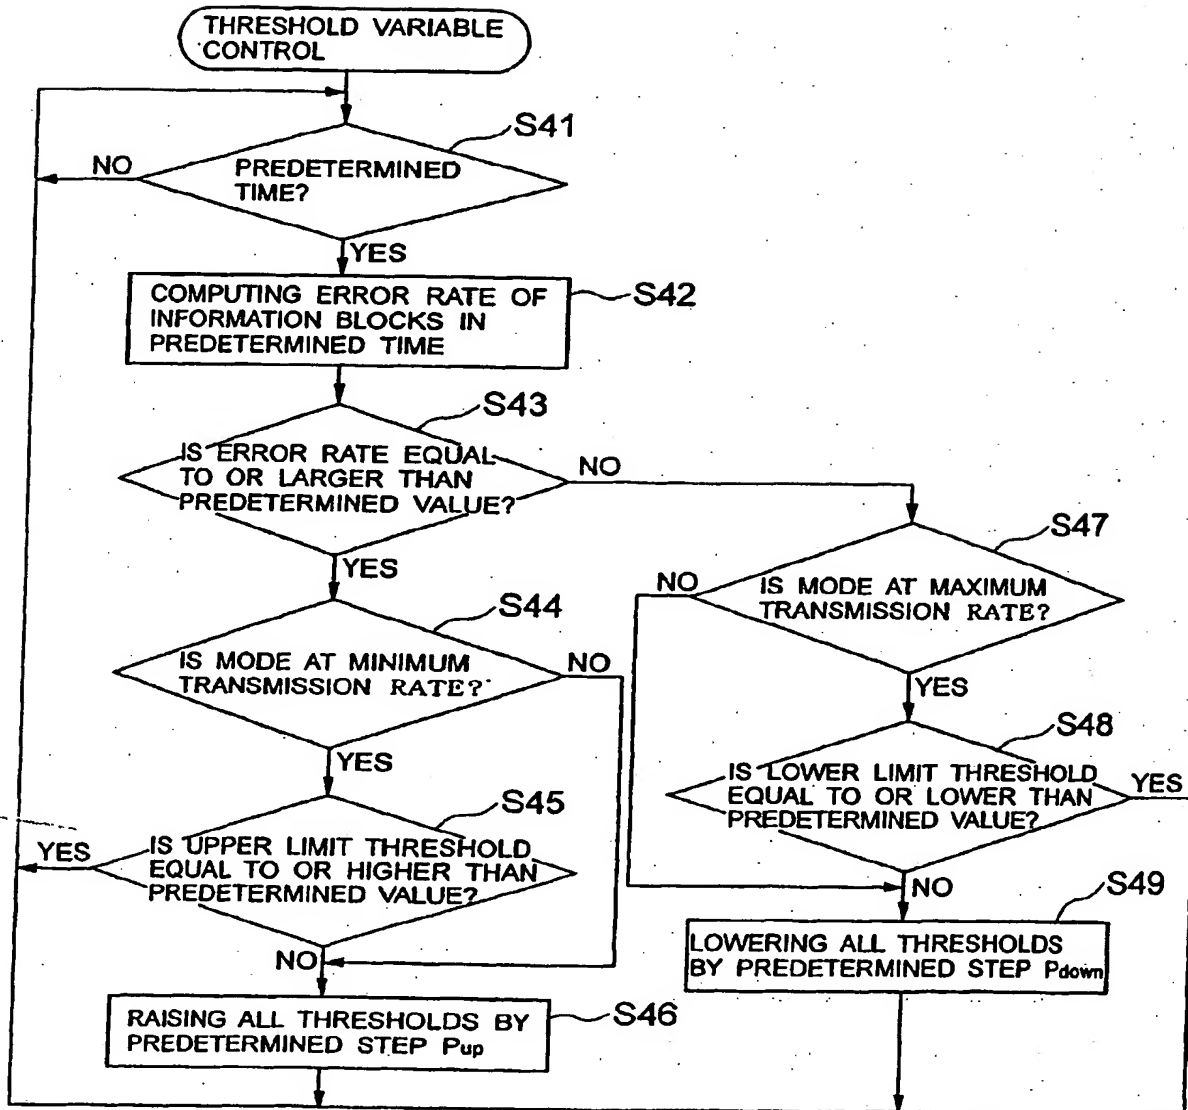 THRESHOLD VARIABLE
CONTROL
S41
NO
PREDETERMINED
TIME?
YES
COMPUTING ERROR RATE OF
INFORMATION BLOCKS IN
PREDETERMINED TIME
S42
S43
IS ERROR RATE EQUAL
TO OR LARGER THAN
PREDETERMINED VALUE?
NO
YES
S47
NO
IS MODE AT MAXIMUM
TRANSMISSION RATE?
YES
S44
IS MODE AT MINIMUM
TRANSMISSION RATE?
NO
YES
S48
IS LOWER LIMIT THRESHOLD
EQUAL TO OR LOWER THAN
PREDETERMINED VALUE?
YES
NO
S45
YES
IS UPPER LIMIT THRESHOLD
EQUAL TO OR HIGHER THAN
PREDETERMINED VALUE?
NO
S49
LOWERING ALL THRESHOLDS
BY PREDETERMINED STEP Pdown
RAISING ALL THRESHOLDS BY
PREDETERMINED STEP Pup
S46